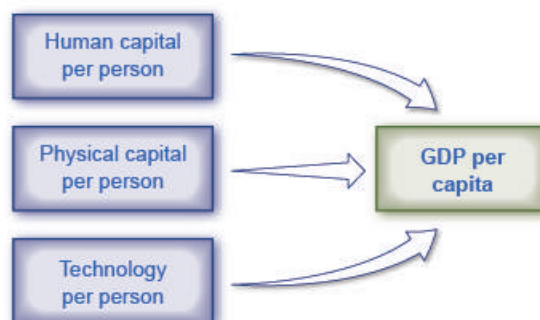 Human capital
per person
Physical capital
per person
GDP per
capita
Technology
per person